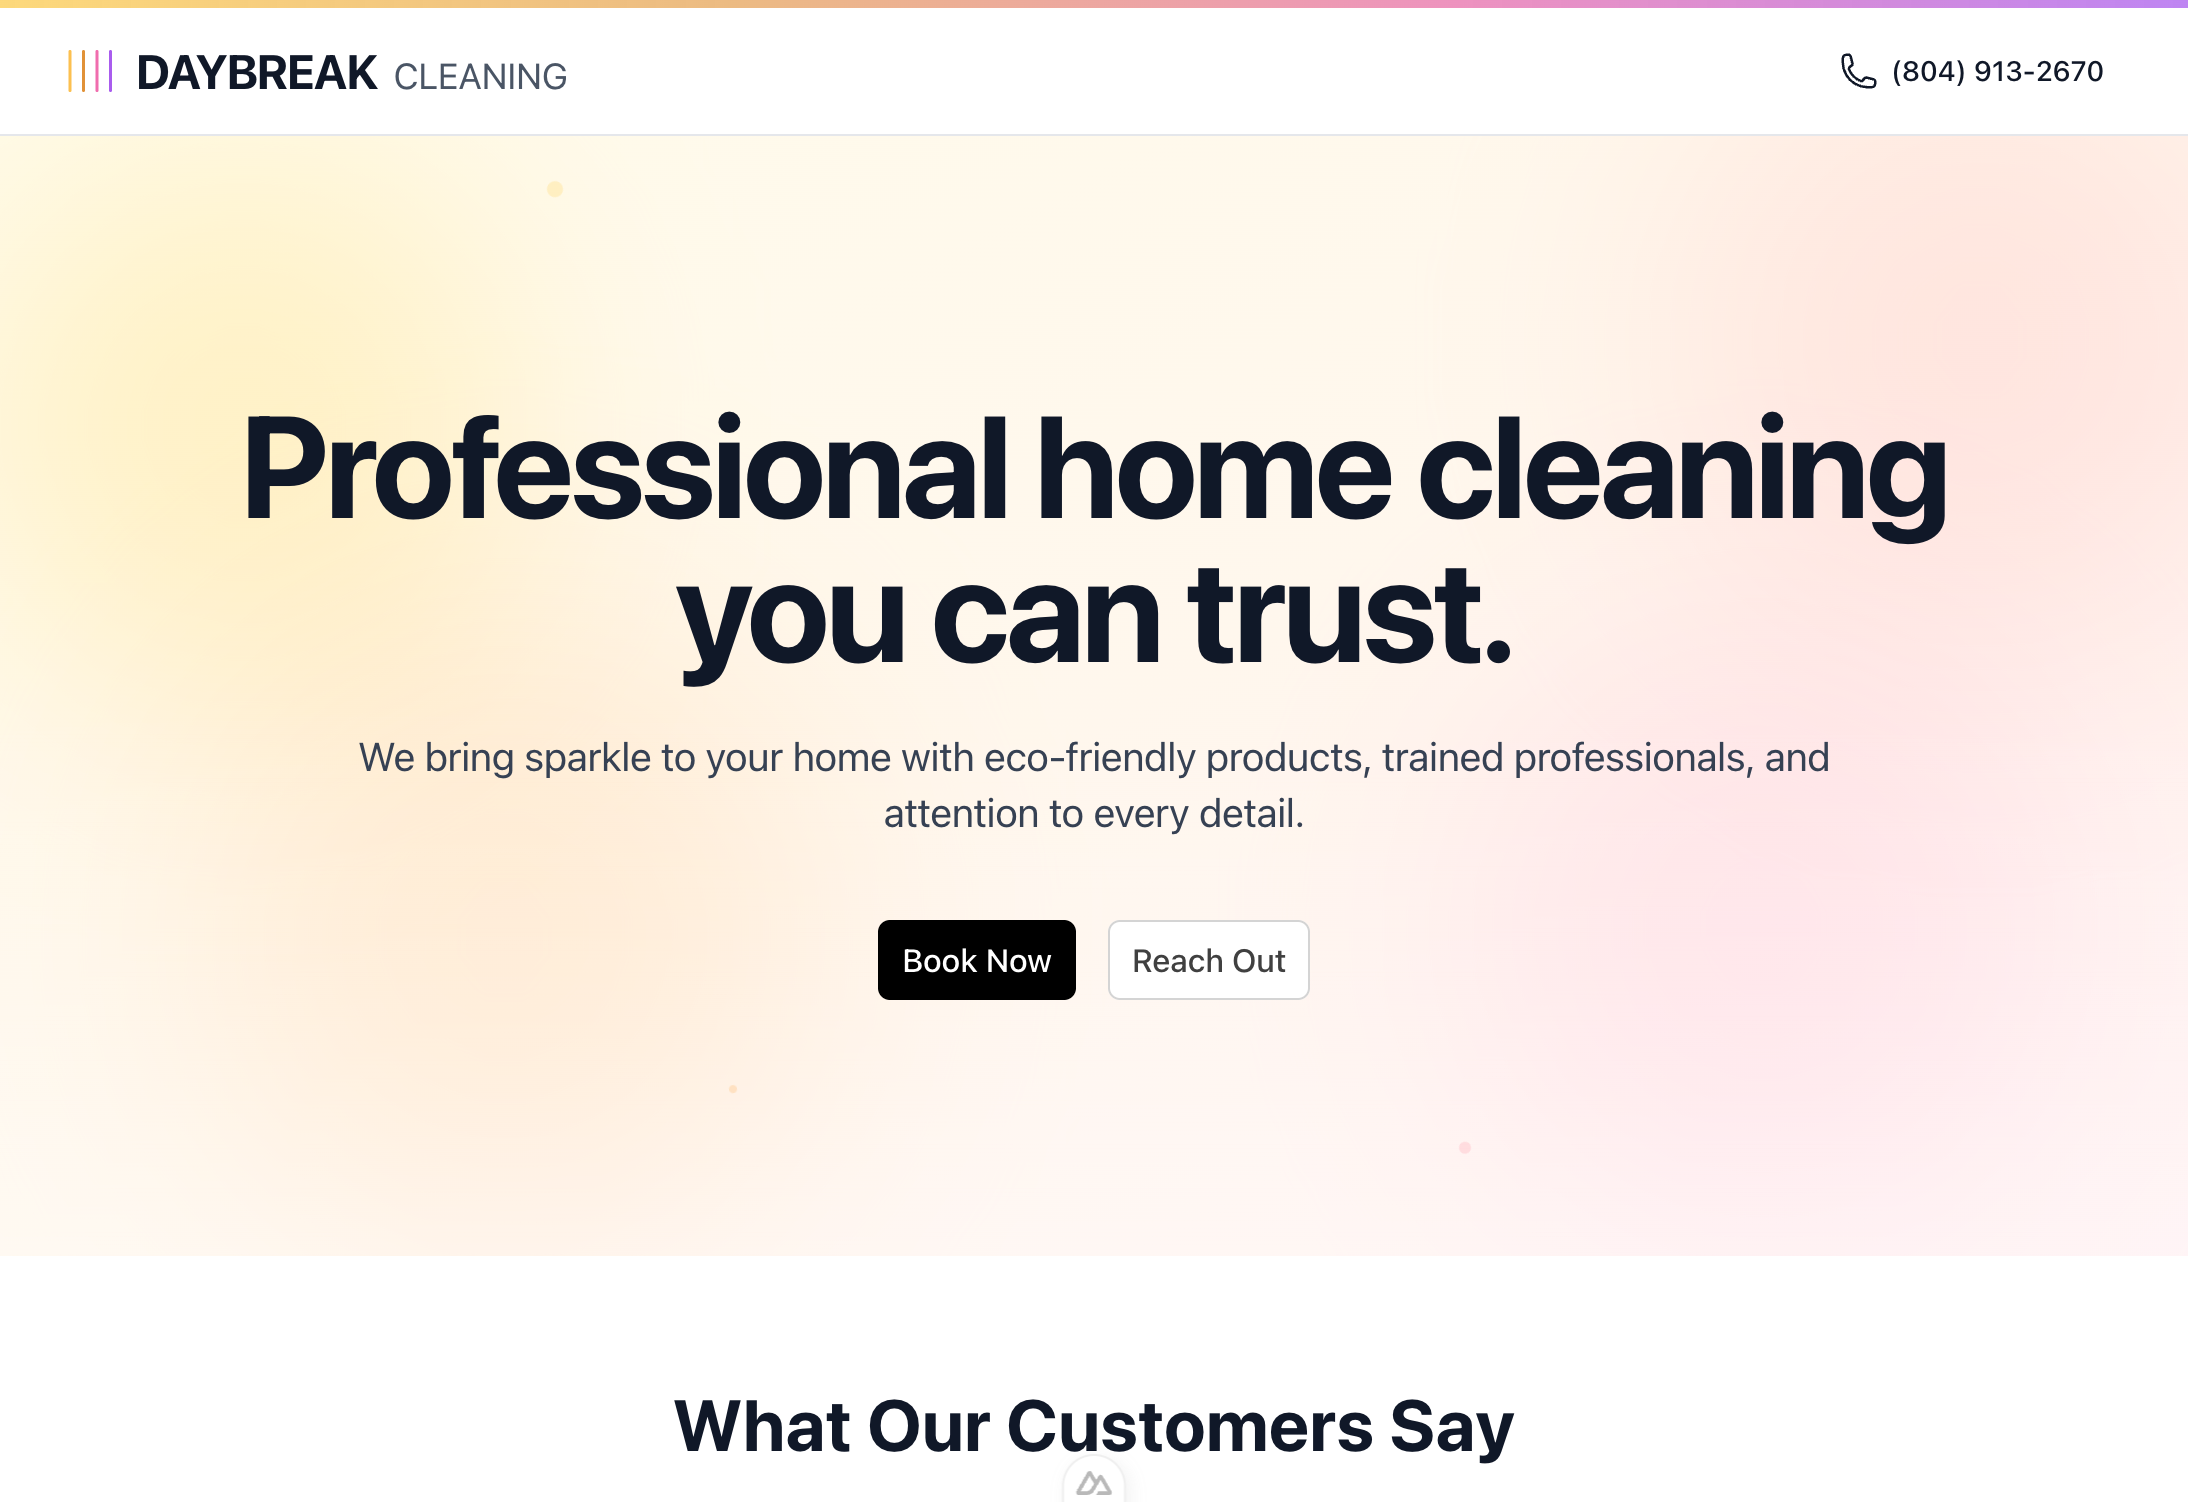 DAYBREAK CLEANING
(804) 913-2670
Professional home cleaning
you can trust.
We bring sparkle to your home with eco-friendly products, trained professionals, and
attention to every detail.
Book Now
Reach Out
What Our Customers Say